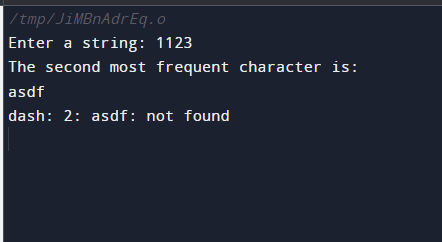 /tmp/JiMBnAdrEq.o
Enter a string: 1123
The second most frequent character is:
asdf
dash: 2: asdf: not found